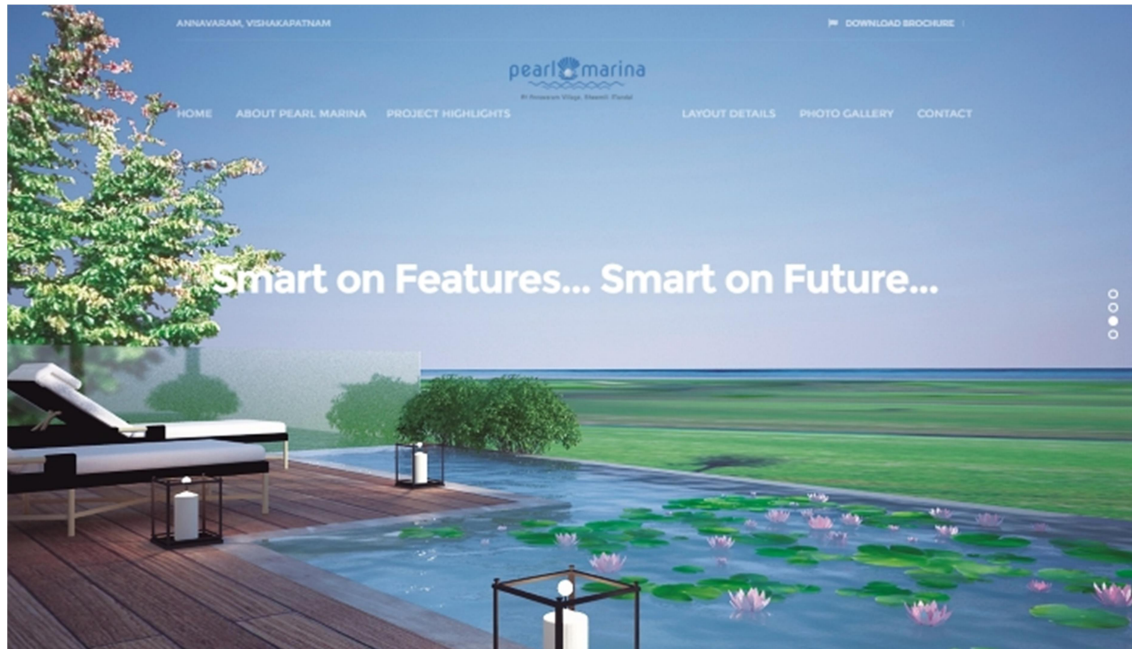 ANNAVARAM, VISHAKAPATNAM
DOWNLOAD BROCHURE
pearl marina
HOME ABOUT PEARL MARINA PROJECT HIGHLIGHTS LAYOUT DETAILS PHOTO GALLERY CONTACT
Smart on Features... Smart on Future...